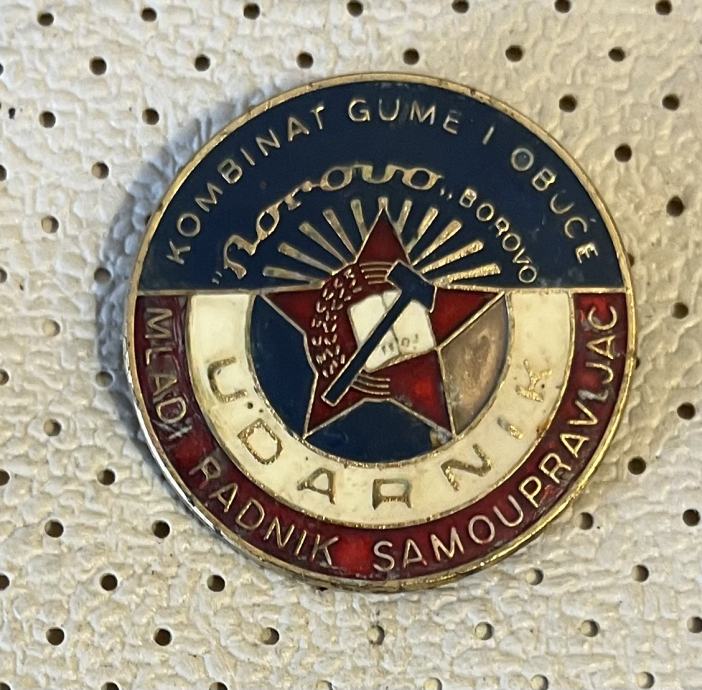 KOMBINAT GUME I OBUĆE
„Borovo„ BOROVO
UDARNIK
MLADI RADNIK SAMOUPRAVLJAČ